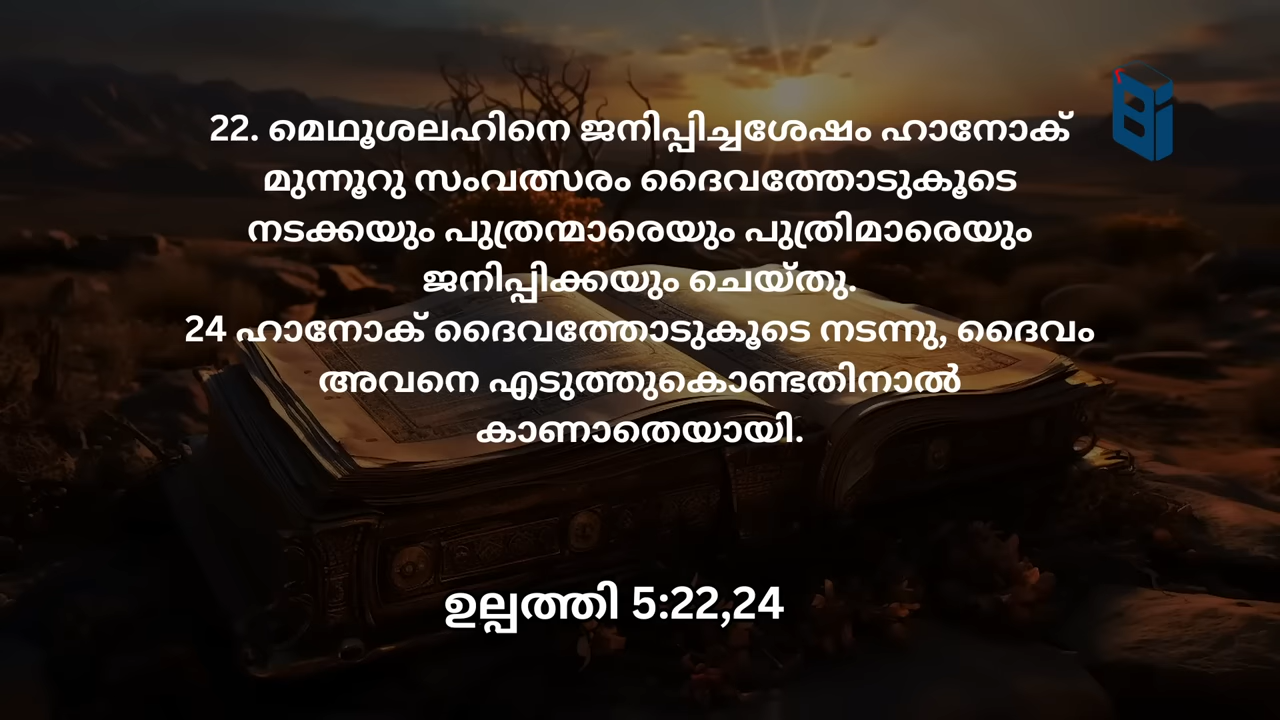 22. മെഥൂശലഹിനെ ജനിപ്പിച്ചശേഷം ഹാനോക്
മുന്നൂറു സംവത്സരം ദൈവത്തോടുകൂടെ
നടക്കയും പുത്രന്മാരെയും പുത്രിമാരെയും
ജനിപ്പിക്കയും ചെയ്തു.
24 ഹാനോക് ദൈവത്തോടുകൂടെ നടന്നു, ദൈവം
അവനെ എടുത്തുകൊണ്ടതിനാൽ
കാണാതെയായി.
ഉല്പത്തി 5:22,24
Bi